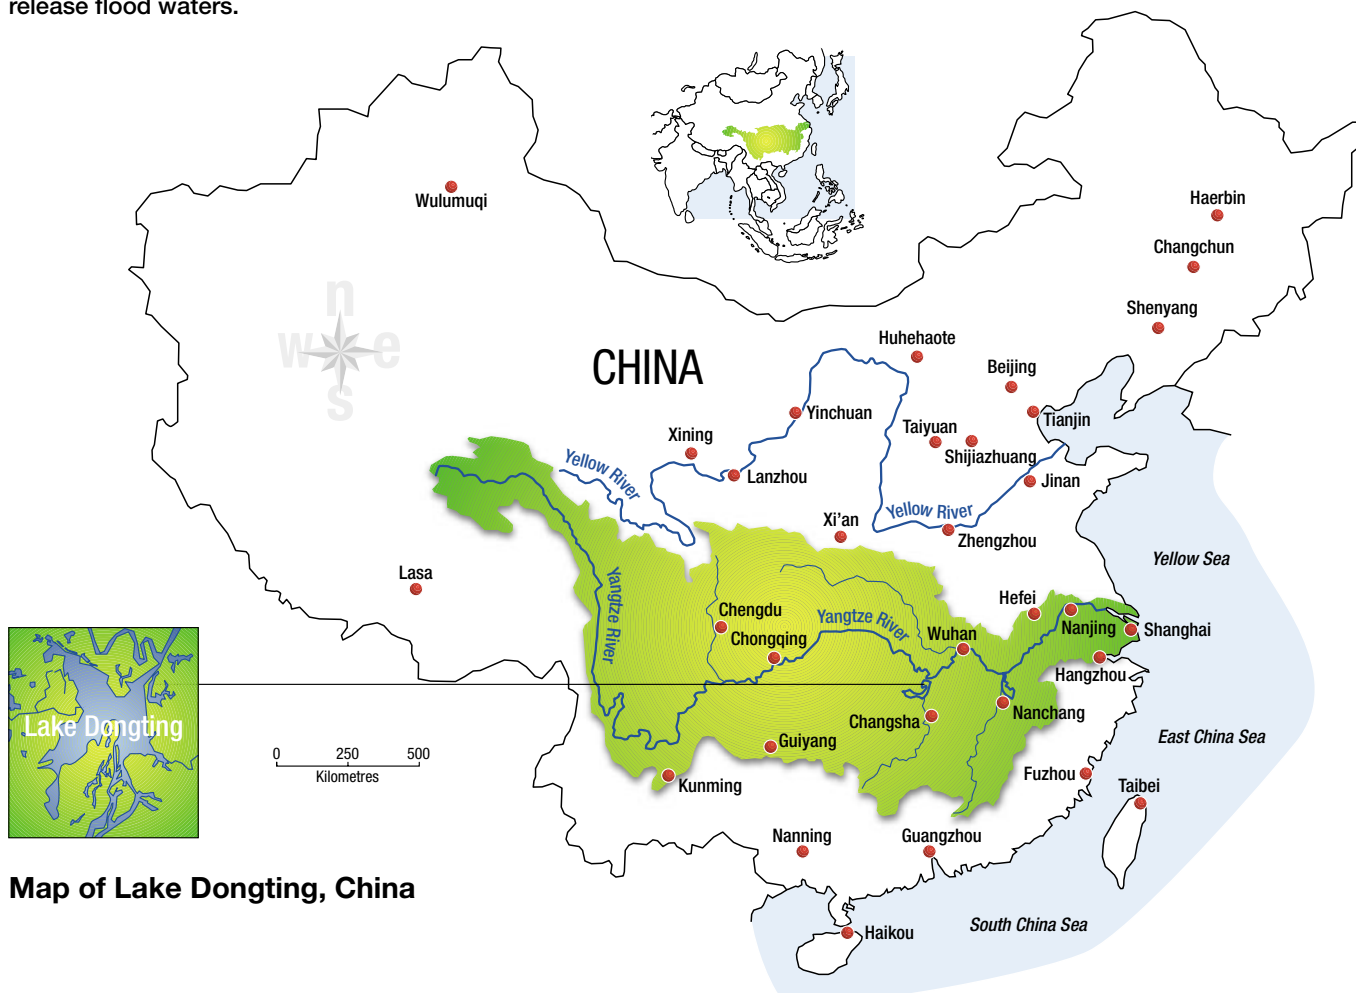 release flood waters.
Wulumuqi
Haerbin
Changchun
Shenyang
n
w e
s
CHINA
Huhehaote
Beijing
Tianjin
Yinchuan
Taiyuan
Shijiazhuang
Xining
Lanzhou
Jinan
Yellow River
Yellow River
Xi'an
Zhengzhou
Yellow Sea
Lasa
Yangtze River
Chengdu
Chongqing
Yangtze River
Wuhan
Hefei
Nanjing
Shanghai
Hangzhou
Lake Dongting
Changsha
Nanchang
East China Sea
Guiyang
0 250 500
Kilometres
Kunming
Fuzhou
Taibei
Nanning
Guangzhou
Map of Lake Dongting, China
South China Sea
Haikou